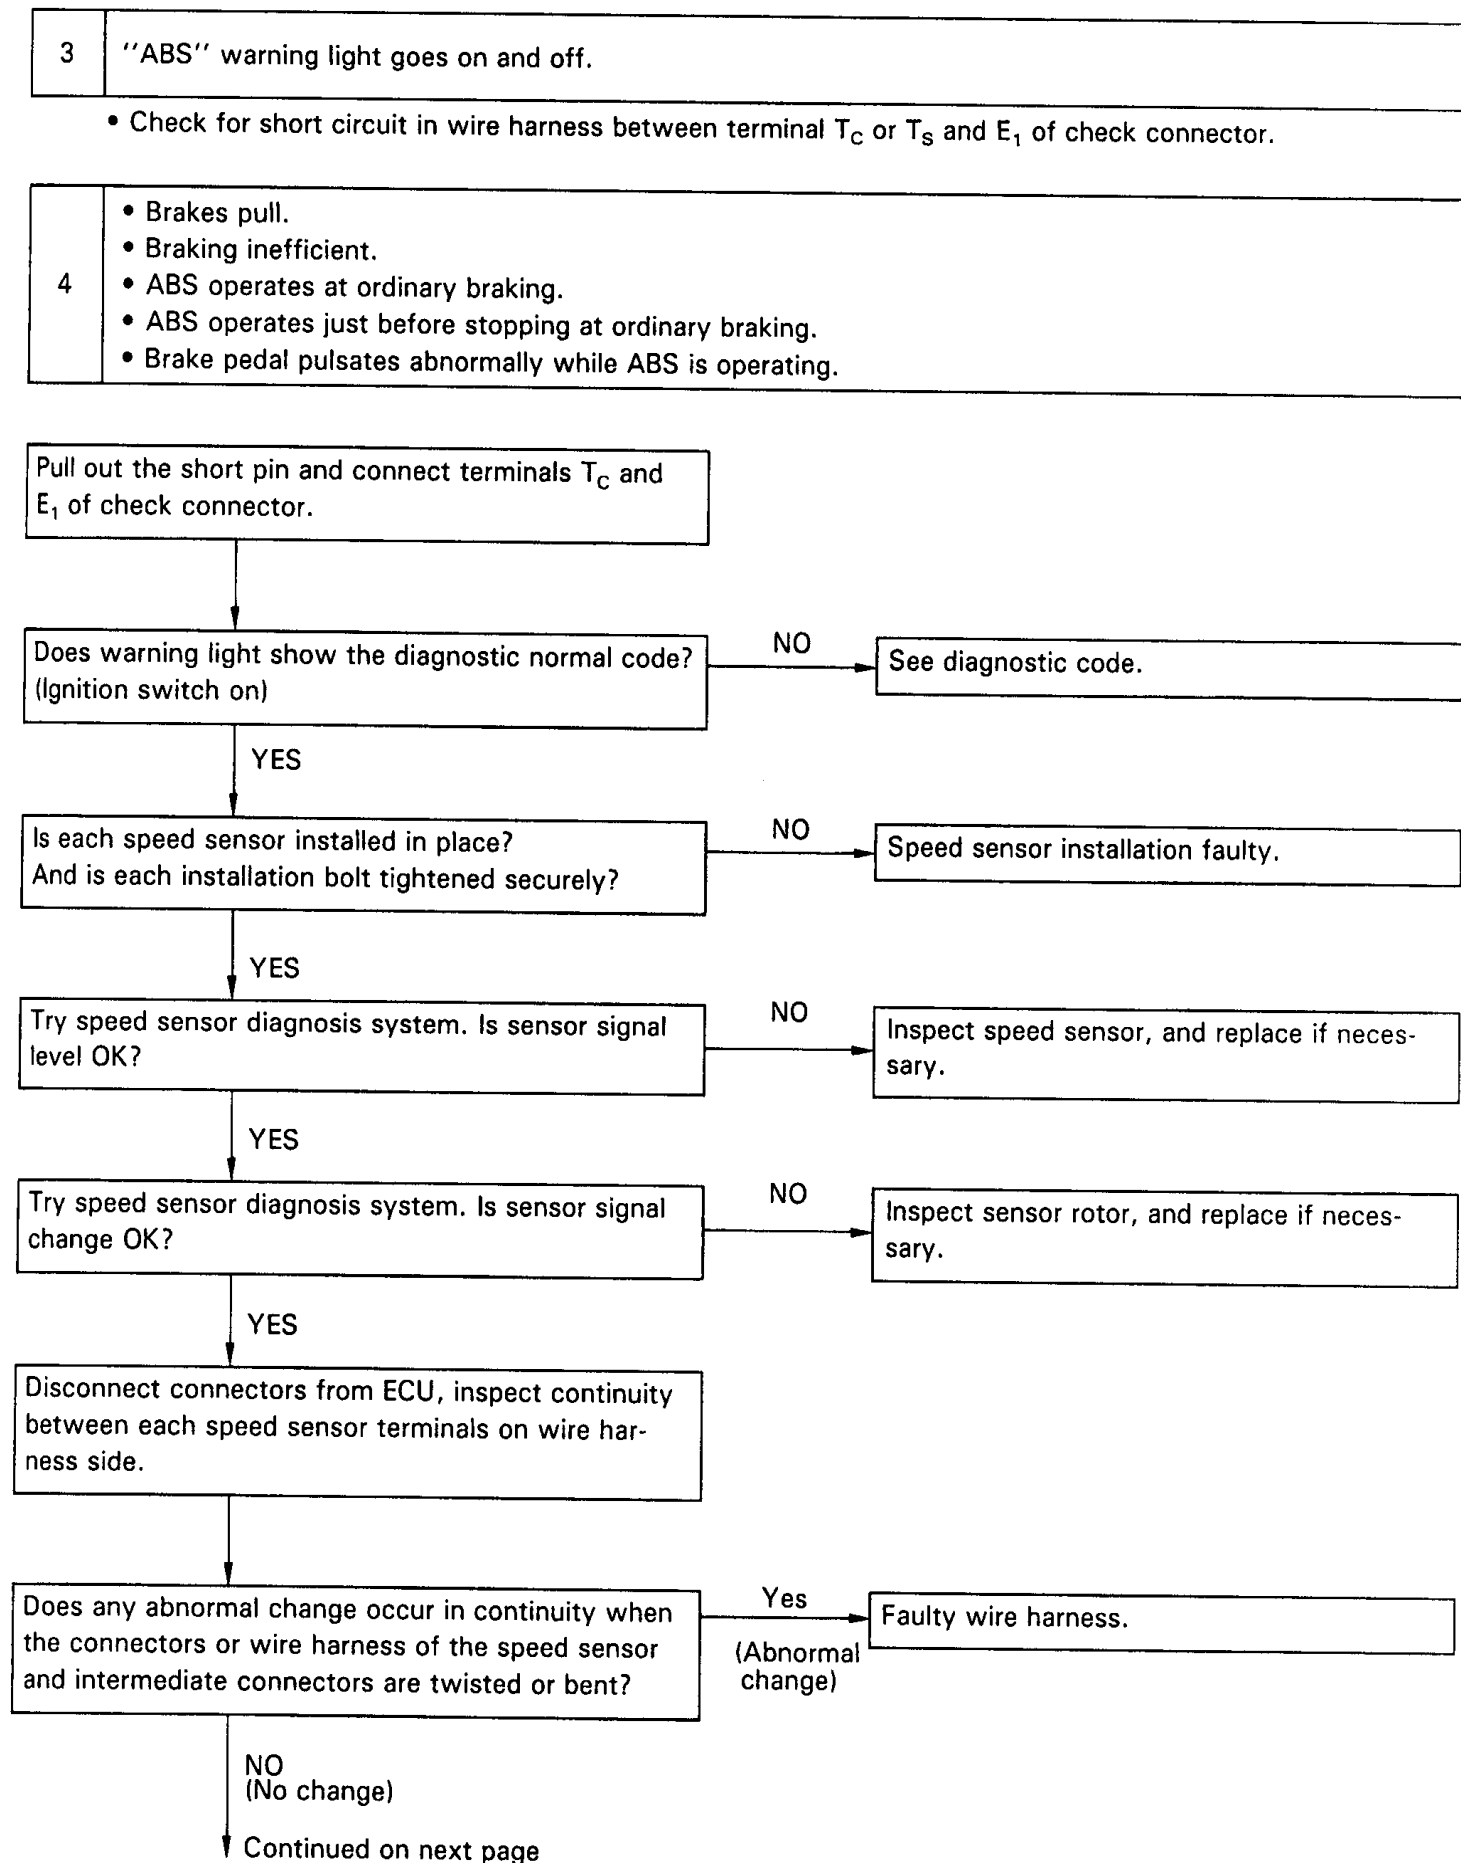 3
"ABS" warning light goes on and off.
• Check for short circuit in wire harness between terminal TC or TS and E1 of check connector.
4
• Brakes pull.
• Braking inefficient.
• ABS operates at ordinary braking.
• ABS operates just before stopping at ordinary braking.
• Brake pedal pulsates abnormally while ABS is operating.
Pull out the short pin and connect terminals TC and
E1 of check connector.
Does warning light show the diagnostic normal code?
(Ignition switch on)
NO
See diagnostic code.
YES
Is each speed sensor installed in place?
And is each installation bolt tightened securely?
NO
Speed sensor installation faulty.
YES
Try speed sensor diagnosis system. Is sensor signal
level OK?
NO
Inspect speed sensor, and replace if neces-
sary.
YES
Try speed sensor diagnosis system. Is sensor signal
change OK?
NO
Inspect sensor rotor, and replace if neces-
sary.
YES
Disconnect connectors from ECU, inspect continuity
between each speed sensor terminals on wire har-
ness side.
Does any abnormal change occur in continuity when
the connectors or wire harness of the speed sensor
and intermediate connectors are twisted or bent?
Yes
(Abnormal
change)
Faulty wire harness.
NO
(No change)
Continued on next page